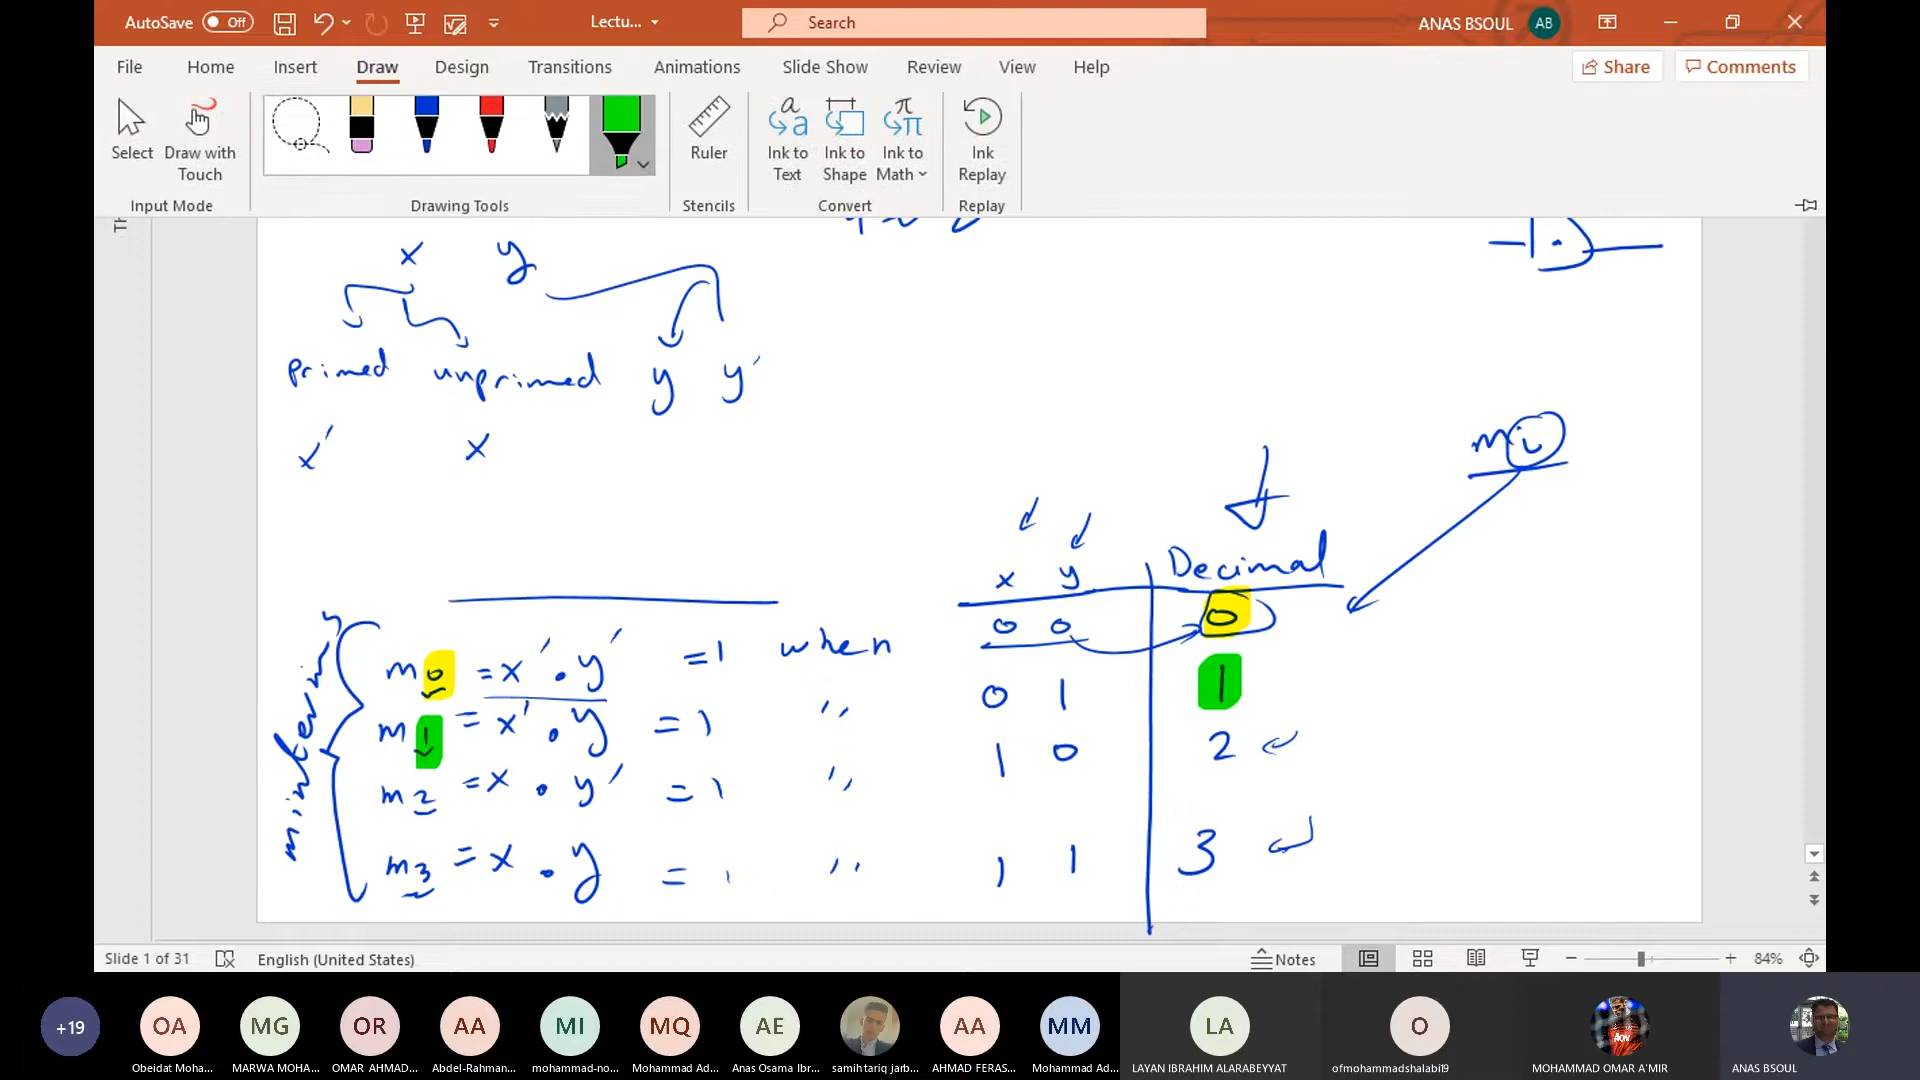 AutoSave Off Lectu... Search ANAS BSOUL AB
File Home Insert Draw Design Transitions Animations Slide Show Review View Help Share Comments
Select Draw with Touch Ruler Ink to Text Ink to Shape Ink to Math Ink Replay
Input Mode Drawing Tools Stencils Convert Replay
x y
primed unprimed y y'
x' x
mi
x y Decimal
minterms
m0 = x' . y' = 1 when 0 0 0
m1 = x' . y = 1 " 0 1 1
m2 = x . y' = 1 " 1 0 2
m3 = x . y = 1 " 1 1 3
Slide 1 of 31 English (United States) Notes 84%
+19 OA MG OR AA MI MQ AE AA MM LA O
Obeidat Moha... MARWA MOHA... OMAR AHMAD... Abdel-Rahman... mohammad-no... Mohammad Ad... Anas Osama Ibr... samih tariq jarb... AHMAD FERAS... Mohammad Ad... LAYAN IBRAHIM ALARABEYYAT ofmohammadshalabi19 MOHAMMAD OMAR A'MIR ANAS BSOUL